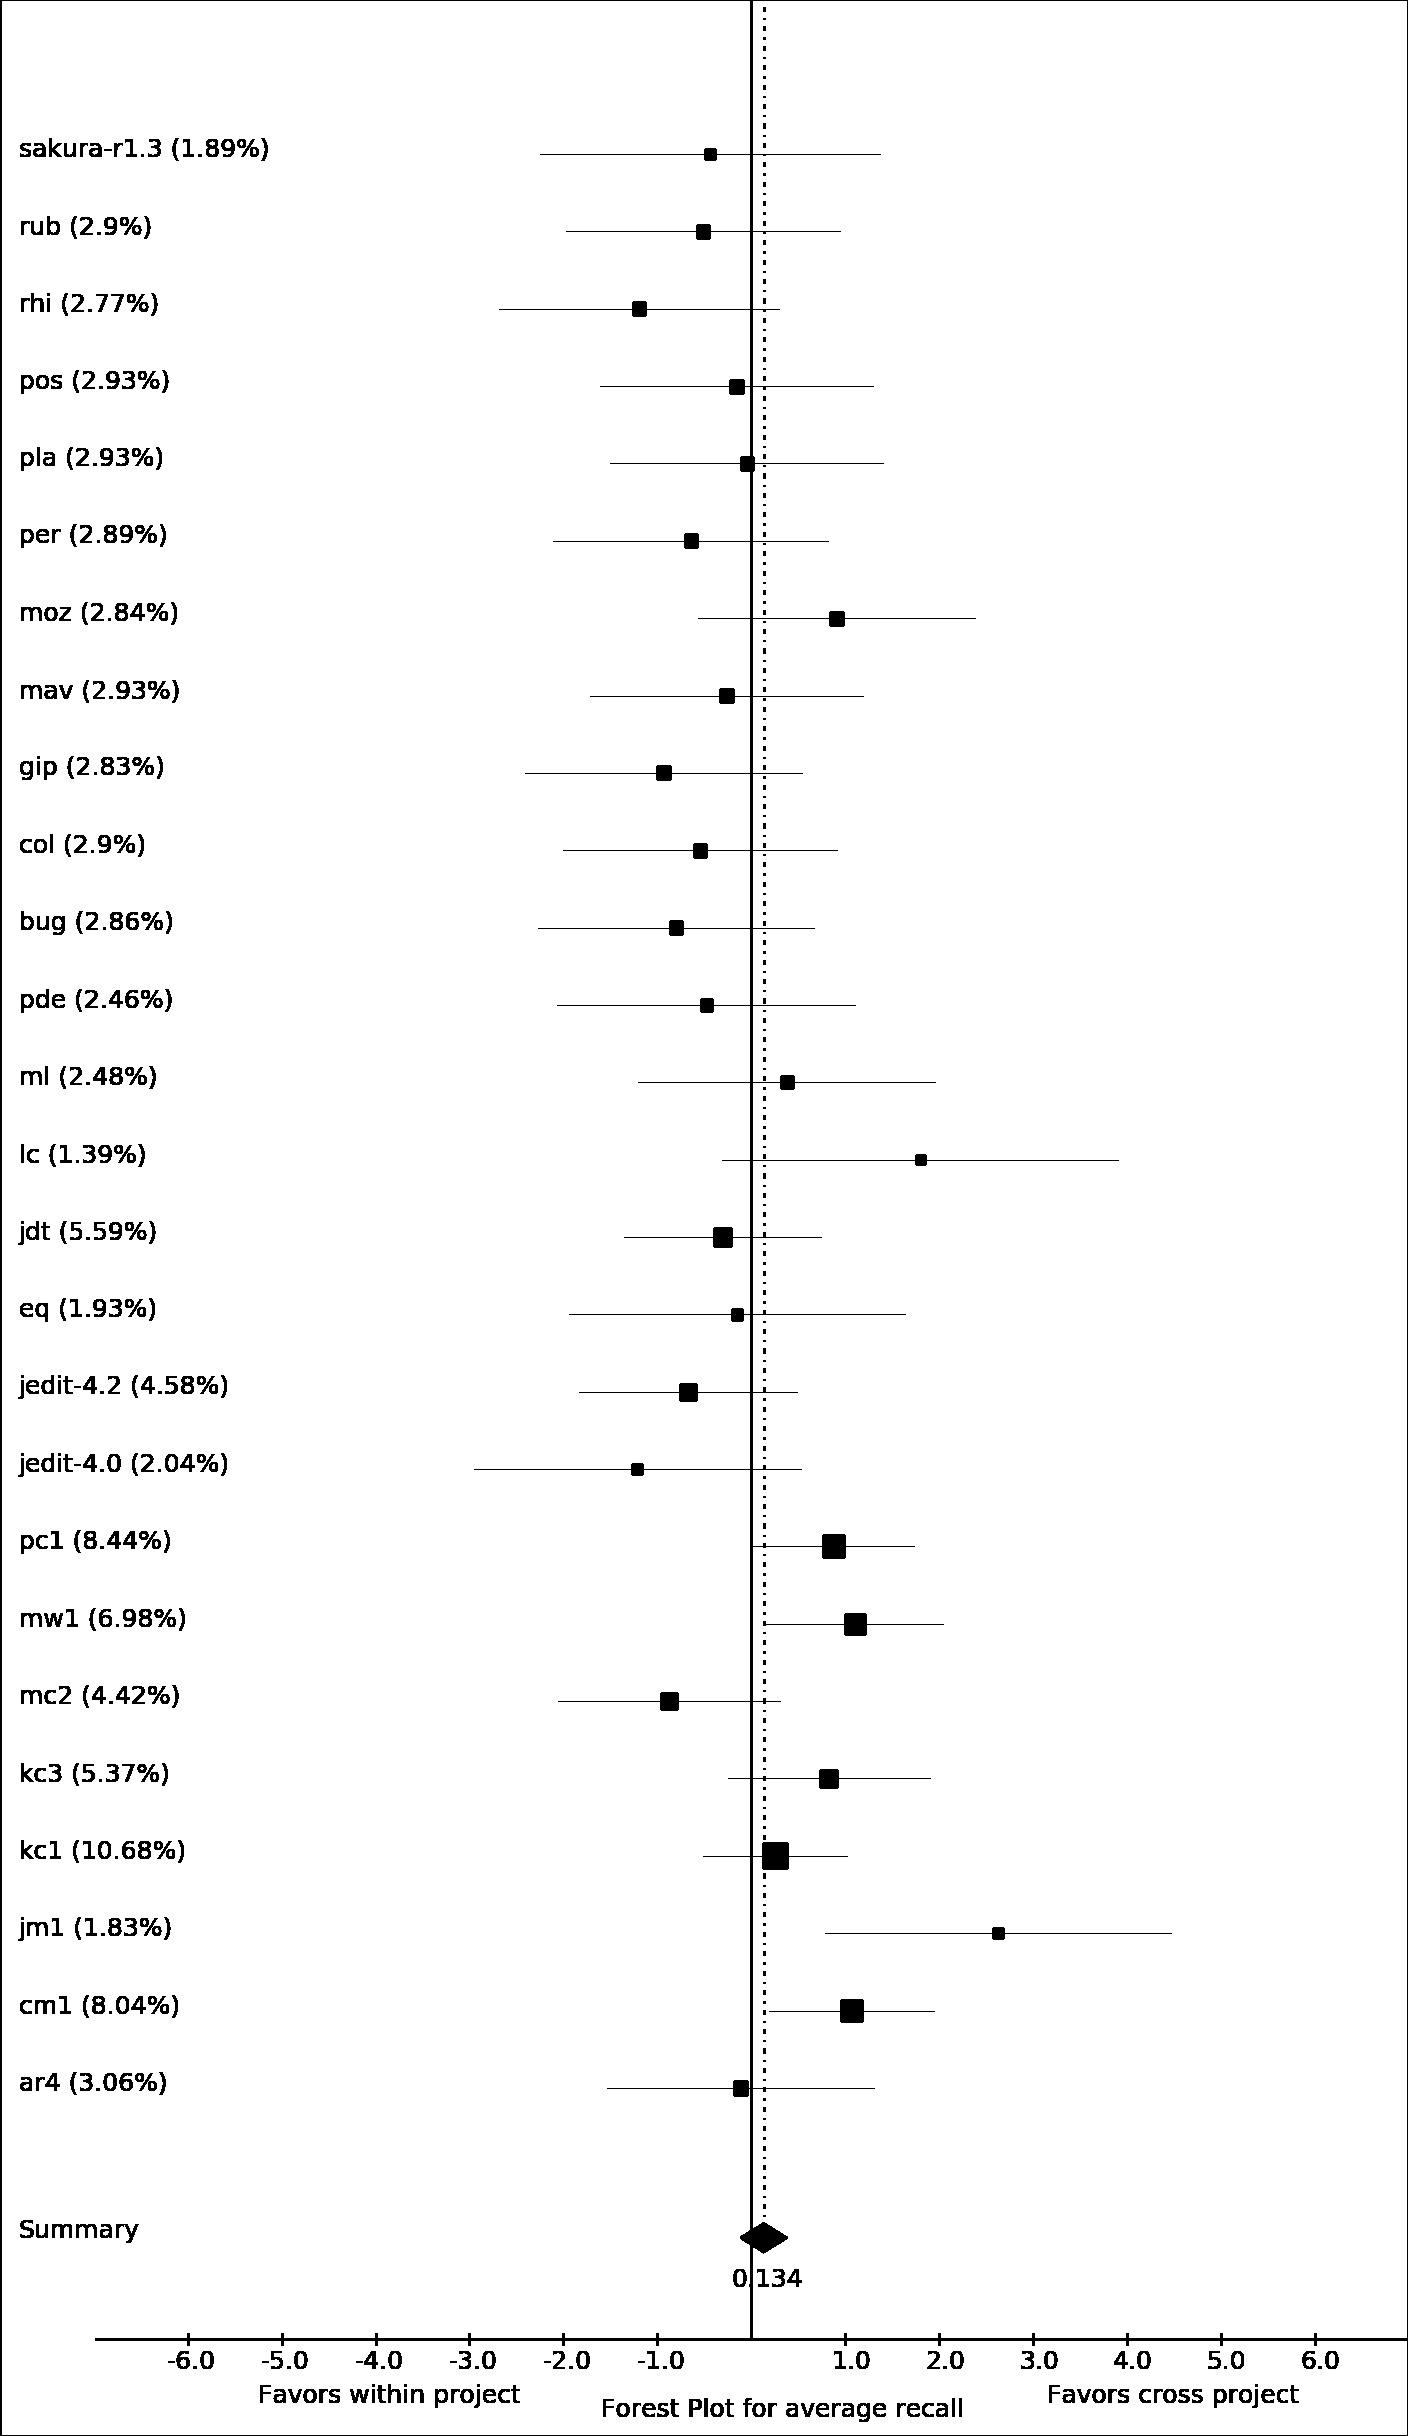 sakura-r1.3 (1.89%)
rub (2.9%)
rhi (2.77%)
pos (2.93%)
pla (2.93%)
per (2.89%)
moz (2.84%)
mav (2.93%)
gip (2.83%)
col (2.9%)
bug (2.86%)
pde (2.46%)
ml (2.48%)
lc (1.39%)
jdt (5.59%)
eq (1.93%)
jedit-4.2 (4.58%)
jedit-4.0 (2.04%)
pc1 (8.44%)
mw1 (6.98%)
mc2 (4.42%)
kc3 (5.37%)
kc1 (10.68%)
jm1 (1.83%)
cm1 (8.04%)
ar4 (3.06%)
Summary
0.134
-6.0 -5.0 -4.0 -3.0 -2.0 -1.0 1.0 2.0 3.0 4.0 5.0 6.0
Favors within project Favors cross project
Forest Plot for average recall